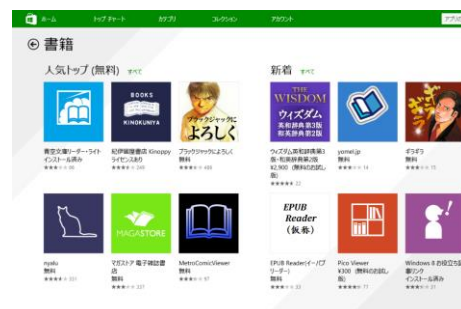 ホーム
トップ チャート
カテゴリ
コレクション
アカウント
書籍
人気トップ (無料)
すべて
新着
すべて
BOOKS
KINOKUNIYA
ブラックジャックに
よろしく
THE
WISDOM
ウィズダム
英和辞典第3版
和英辞典第2版
ギラギラ
青空文庫リーダー・ライト
インストール済み
紀伊國屋書店 Kinoppy
ライセンスあり
ブラックジャックによろしく
無料
ウィズダム英和辞典第3
版・和英辞典第2版
¥2,900 (無料のお試し
版)
yomel.jp
無料
ギラギラ
無料
MAGASTORE
EPUB
Reader
(仮称)
nyalu
無料
マガストア 電子雑誌書
店
無料
MetroComicViewer
無料
EPUB Reader(イーパブ
リーダー)
無料
Pico Viewer
¥300 (無料のお試し
版)
Windows 8 お役立ち
インストール済み